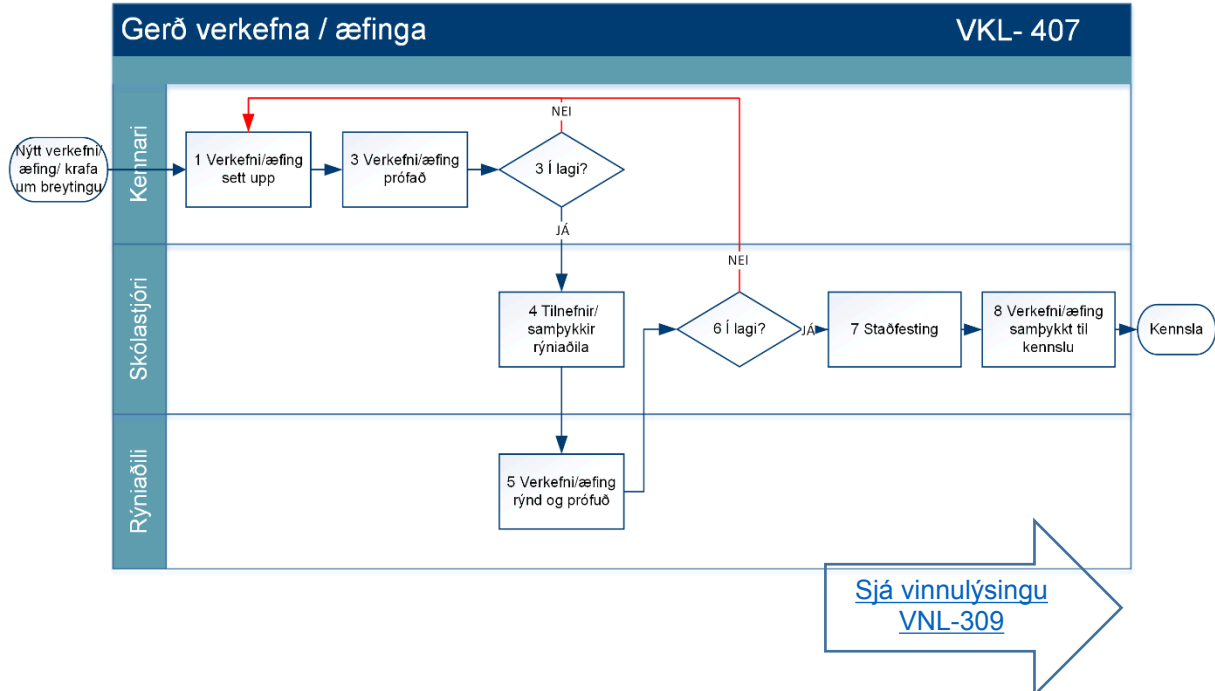 Gerð verkefna / æfinga
VKL- 407
Kennari
Nýtt verkefni/
æfing/ krafa
um breytingu
1 Verkefni/æfing
sett upp
3 Verkefni/æfing
prófað
3 Í lagi?
NEI
JÁ
Skólastjóri
4 Tilnefnir/
samþykkir
rýniaðila
6 Í lagi?
NEI
JÁ
7 Staðfesting
8 Verkefni/æfing
samþykkt til
kennslu
Kennsla
Rýniaðili
5 Verkefni/æfing
rýnd og prófuð
Sjá vinnulýsingu
VNL-309